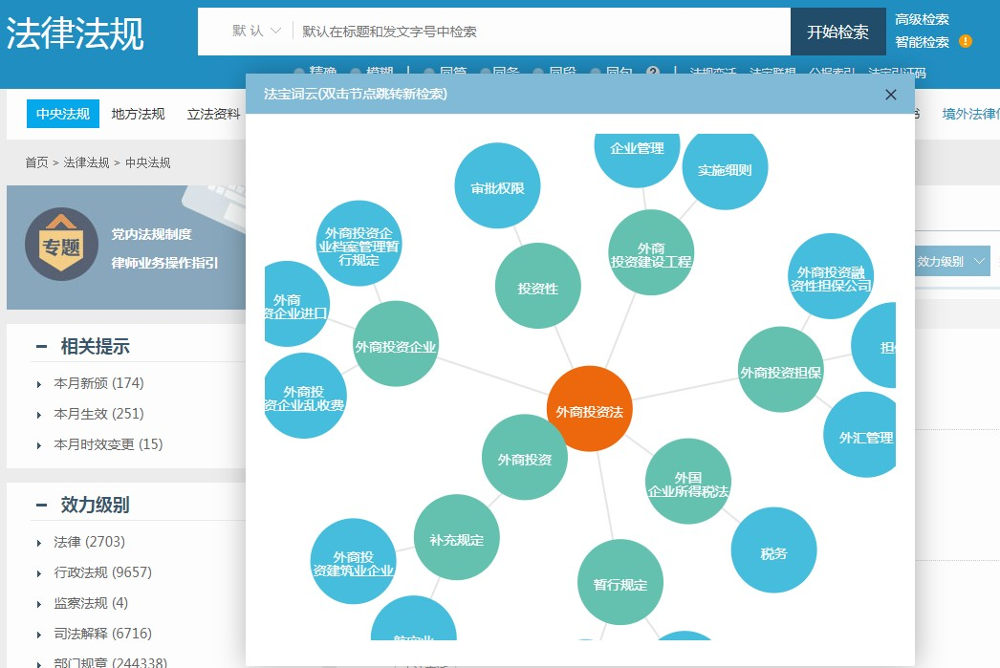 法律法规
默认
默认在标题和发文字号中检索
开始检索
高级检索
智能检索
精确 模糊 同篇 同条 同段 同句
法规变迁 法宝联想 公报索引 法宝引证码
中央法规 地方法规 立法资料
境外法律
首页 > 法律法规 > 中央法规
专题
党内法规制度
律师业务操作指引
相关提示
本月新颁 (174)
本月生效 (251)
本月时效变更 (15)
效力级别
法律 (2703)
行政法规 (9657)
监察法规 (4)
司法解释 (6716)
部门规章 (244338)
效力级别
法宝词云(双击节点跳转新检索)
企业管理
实施细则
审批权限
外商投资企
业档案管理暂
行规定
外商
投资建设工程
投资性
外商投资融
资性担保公司
外商
资企业进口
外商投资企业
外商投资担保
担
外商投
资企业乱收费
外商投资法
外汇管理
外商投资
外国
企业所得税法
补充规定
外商投
资建筑业企业
税务
暂行规定